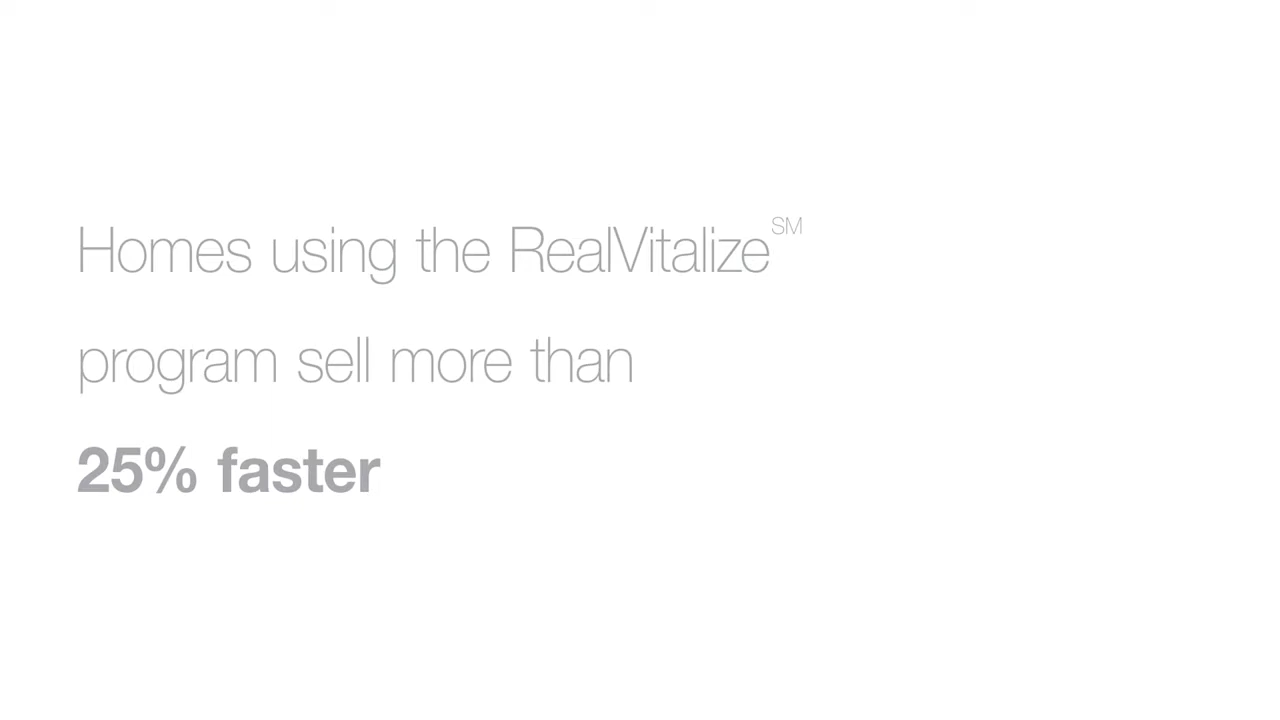 Homes using the RealVitalize℠
program sell more than
25% faster